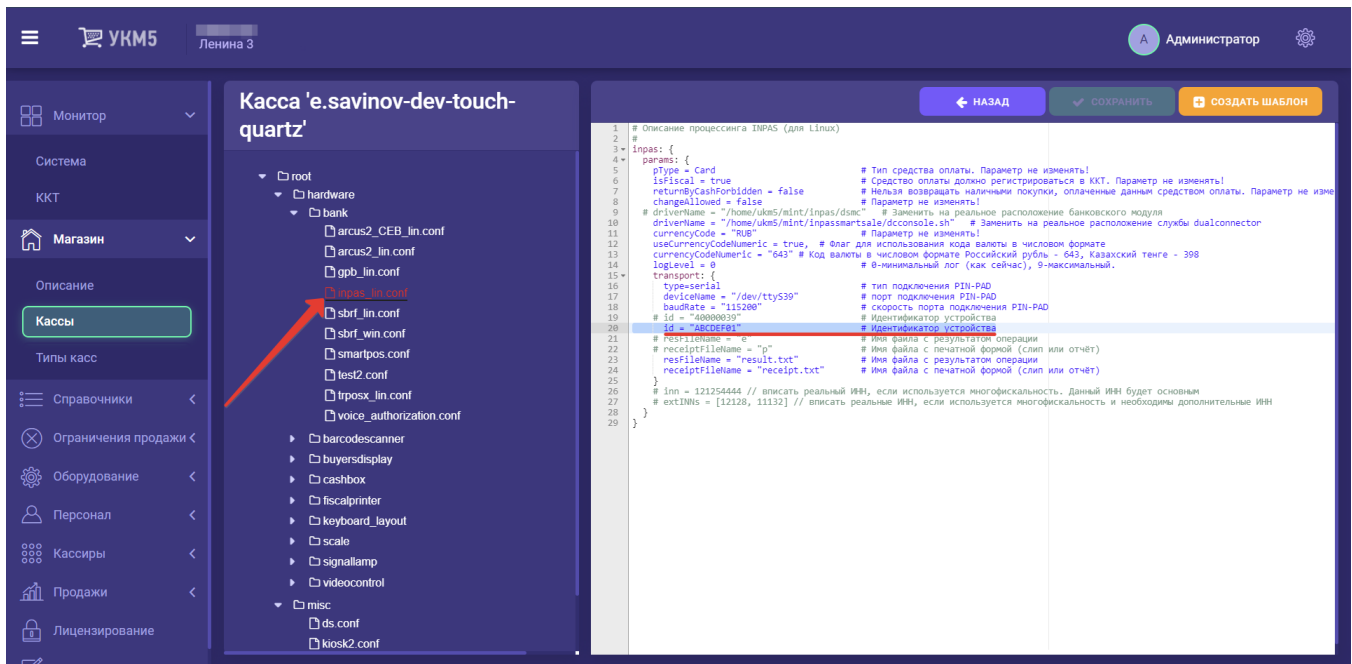 УКМ5
Ленина 3
А
Администратор
Монитор
Система
ККТ
Магазин
Описание
Кассы
Типы касс
Справочники
Ограничения продажи
Оборудование
Персонал
Кассиры
Продажи
Лицензирование
Касса 'e.savinov-dev-touch-
quartz'
root
hardware
bank
arcus2_CEB_lin.conf
arcus2_lin.conf
gpb_lin.conf
inpas_lin.conf
sbrf_lin.conf
sbrf_win.conf
smartpos.conf
test2.conf
trposx_lin.conf
voice_authorization.conf
barcodescanner
buyersdisplay
cashbox
fiscalprinter
keyboard_layout
scale
signallamp
videocontrol
misc
ds.conf
kiosk2.conf
НАЗАД
СОХРАНИТЬ
СОЗДАТЬ ШАБЛОН
1 # Описание процессинга INPAS (для Linux)
2 #
3 inpas: {
4 params: {
5 pType = Card # Тип средства оплаты. Параметр не изменять!
6 isFiscal = true # Средство оплаты должно регистрироваться в ККТ. Параметр не изменять!
7 returnByCashForbidden = false # Нельзя возвращать наличными покупки, оплаченные данным средством оплаты. Параметр не изме
8 changeAllowed = false # Параметр не изменять!
9 # driverName = "/home/ukm5/mint/inpas/dsmc" # Заменить на реальное расположение банковского модуля
10 driverName = "/home/ukm5/mint/inpassmartsale/dcconsole.sh" # Заменить на реальное расположение службы dualconnector
11 currencyCode = "RUB" # Параметр не изменять!
12 useCurrencyCodeNumeric = true, # Флаг для использования кода валюты в числовом формате
13 currencyCodeNumeric = "643" # Код валюты в числовом формате Российский рубль - 643, Казахский тенге - 398
14 logLevel = 0 # 0-минимальный лог (как сейчас), 9-максимальный.
15 transport: {
16 type=serial # тип подключения PIN-PAD
17 deviceName = "/dev/ttyS39" # порт подключения PIN-PAD
18 baudRate = "115200" # скорость порта подключения PIN-PAD
19 # id = "40000039" # Идентификатор устройства
20 id = "ABCDEF01" # Идентификатор устройства
21 # resFileName = "e" # Имя файла с результатом операции
22 # receiptFileName = "p" # Имя файла с печатной формой (слип или отчёт)
23 resFileName = "result.txt" # Имя файла с результатом операции
24 receiptFileName = "receipt.txt" # Имя файла с печатной формой (слип или отчёт)
25 }
26 # inn = 121254444 // вписать реальный ИНН, если используется многофискальность. Данный ИНН будет основным
27 # extINNs = [12128, 11132] // вписать реальные ИНН, если используется многофискальность и необходимы дополнительные ИНН
28 }
29 }